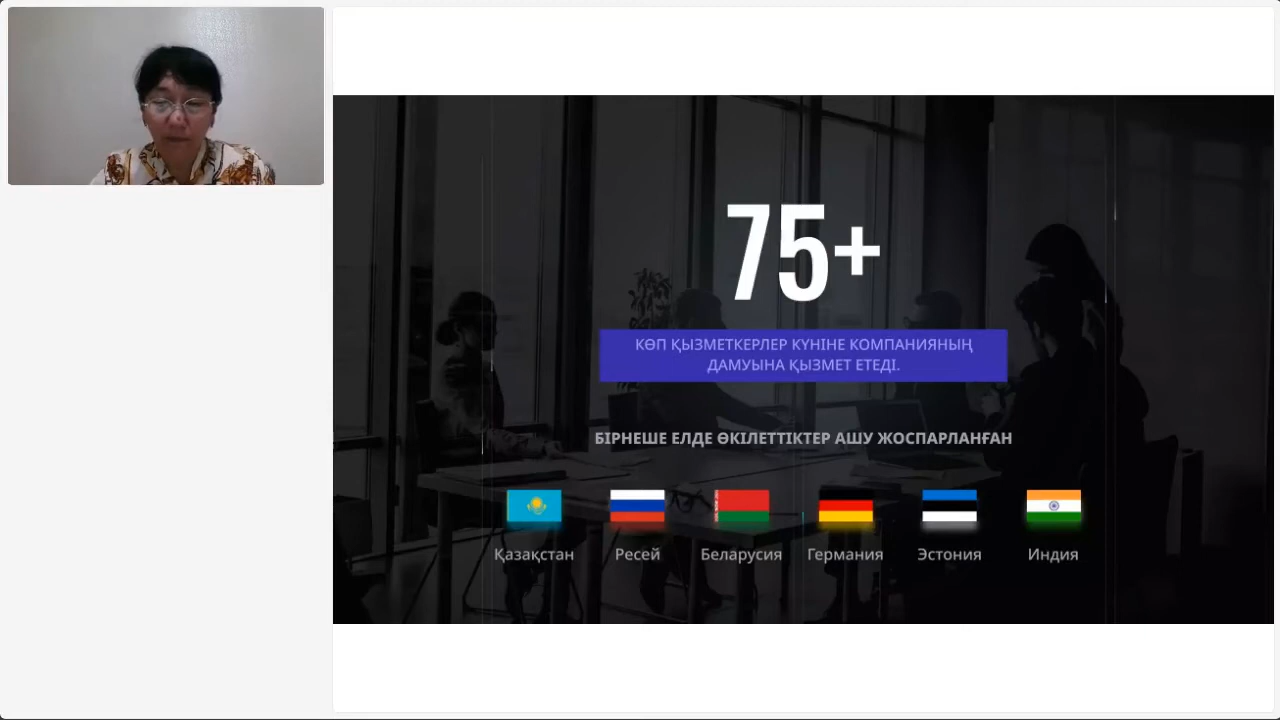 75+
КӨП ҚЫЗМЕТКЕРЛЕР КҮНІНЕ КОМПАНИЯНЫҢ
ДАМУЫНА ҚЫЗМЕТ ЕТЕДІ.
БІРНЕШЕ ЕЛДЕ ӨКІЛЕТТІКТЕР АШУ ЖОСПАРЛАНҒАН
Қазақстан Ресей Беларусия Германия Эстония Индия